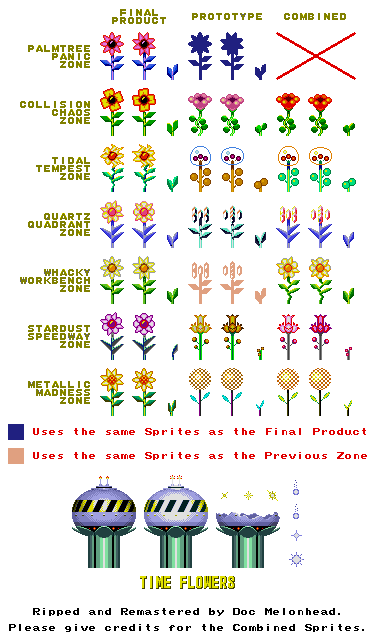 FINAL PRODUCT
PROTOTYPE
COMBINED
PALMTREE PANIC ZONE
COLLISION CHAOS ZONE
TIDAL TEMPEST ZONE
QUARTZ QUADRANT ZONE
WHACKY WORKBENCH ZONE
STARDUST SPEEDWAY ZONE
METALLIC MADNESS ZONE
Uses the same Sprites as the Final Product
Uses the same Sprites as the Previous Zone
TIME FLOWERS
Ripped and Remastered by Doc Melonhead.
Please give credits for the Combined Sprites.